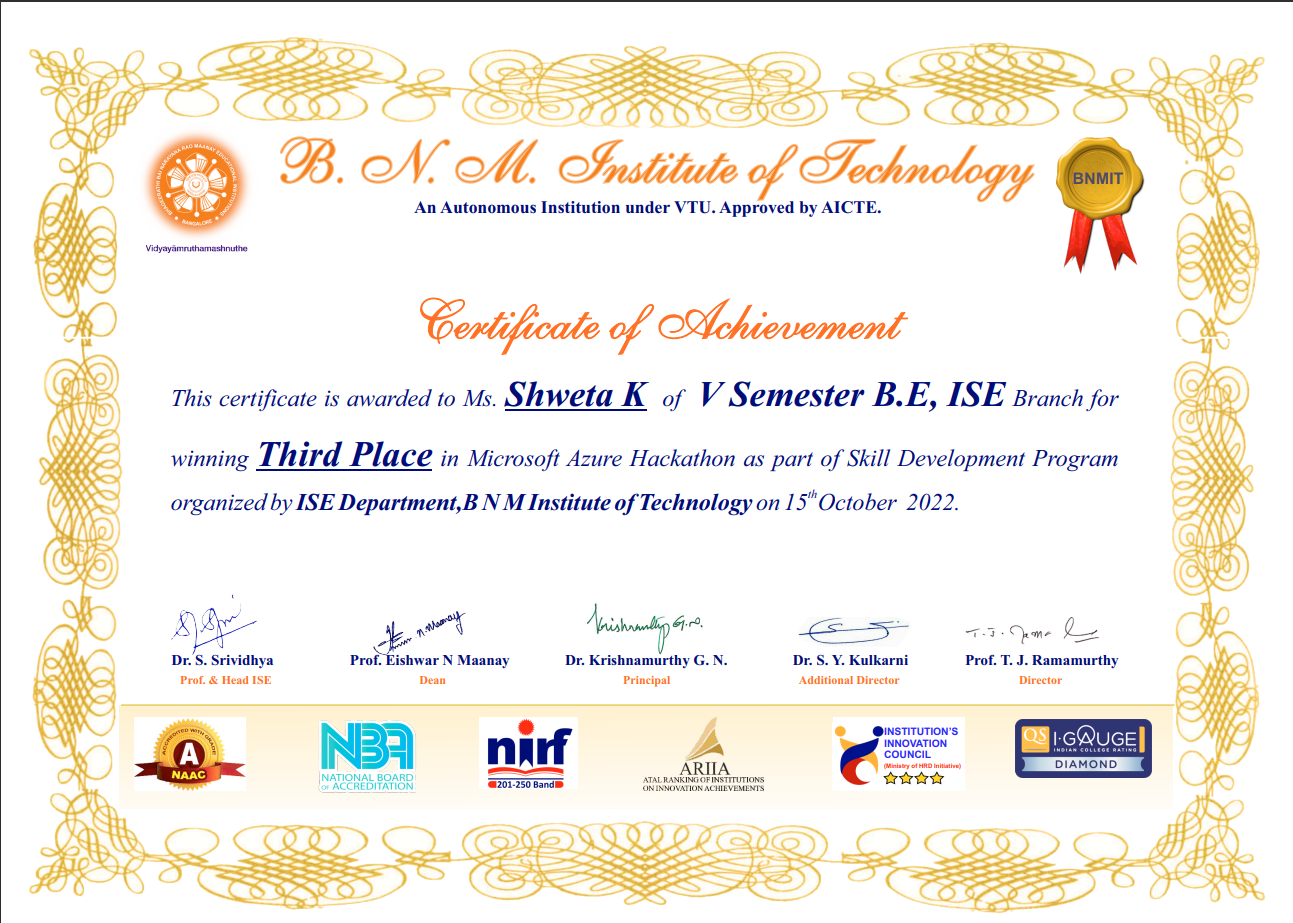 B. N. M. Institute of Technology
An Autonomous Institution under VTU. Approved by AICTE.
BNMIT
Vidyayāmruthamashnuthe
Certificate of Achievement
This certificate is awarded to Ms. Shweta K of V Semester B.E, ISE Branch for
winning Third Place in Microsoft Azure Hackathon as part of Skill Development Program
organized by ISE Department,B N M Institute of Technology on 15th October 2022.
Krishnamurthy G.N.
Dr. S. Srividhya
Prof. Eishwar N Maanay
Dr. Krishnamurthy G. N.
Dr. S. Y. Kulkarni
Prof. T. J. Ramamurthy
Prof. & Head ISE
Dean
Principal
Additional Director
Director
ACCREDITED WITH GRADE
A
NAAC
NBA
NATIONAL BOARD
OF ACCREDITATION
nirf
201-250 Band
ARIIA
ATAL RANKING OF INSTITUTIONS
ON INNOVATION ACHIEVEMENTS
INSTITUTION'S
INNOVATION
COUNCIL
(Ministry of HRD Initiative)
QS I·GAUGE
INDIAN COLLEGE RATING
DIAMOND